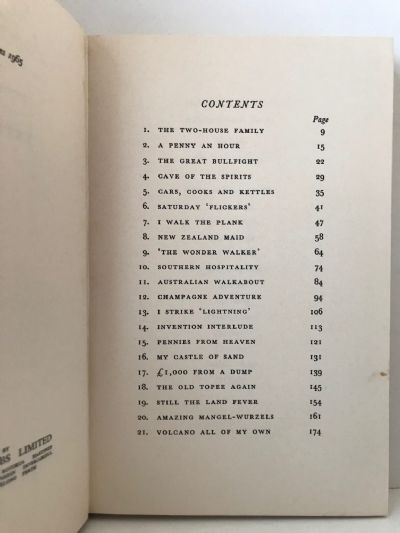 1965
CONTENTS
Page
1. THE TWO-HOUSE FAMILY 9
2. A PENNY AN HOUR 15
3. THE GREAT BULLFIGHT 22
4. CAVE OF THE SPIRITS 29
5. CARS, COOKS AND KETTLES 35
6. SATURDAY 'FLICKERS' 41
7. I WALK THE PLANK 47
8. NEW ZEALAND MAID 58
9. 'THE WONDER WALKER' 64
10. SOUTHERN HOSPITALITY 74
11. AUSTRALIAN WALKABOUT 84
12. CHAMPAGNE ADVENTURE 94
13. I STRIKE 'LIGHTNING' 106
14. INVENTION INTERLUDE 113
15. PENNIES FROM HEAVEN 121
16. MY CASTLE OF SAND 131
17. £1,000 FROM A DUMP 139
18. THE OLD TOPEE AGAIN 145
19. STILL THE LAND FEVER 154
20. AMAZING MANGEL-WURZELS 161
21. VOLCANO ALL OF MY OWN 174
BY
BS LIMITED